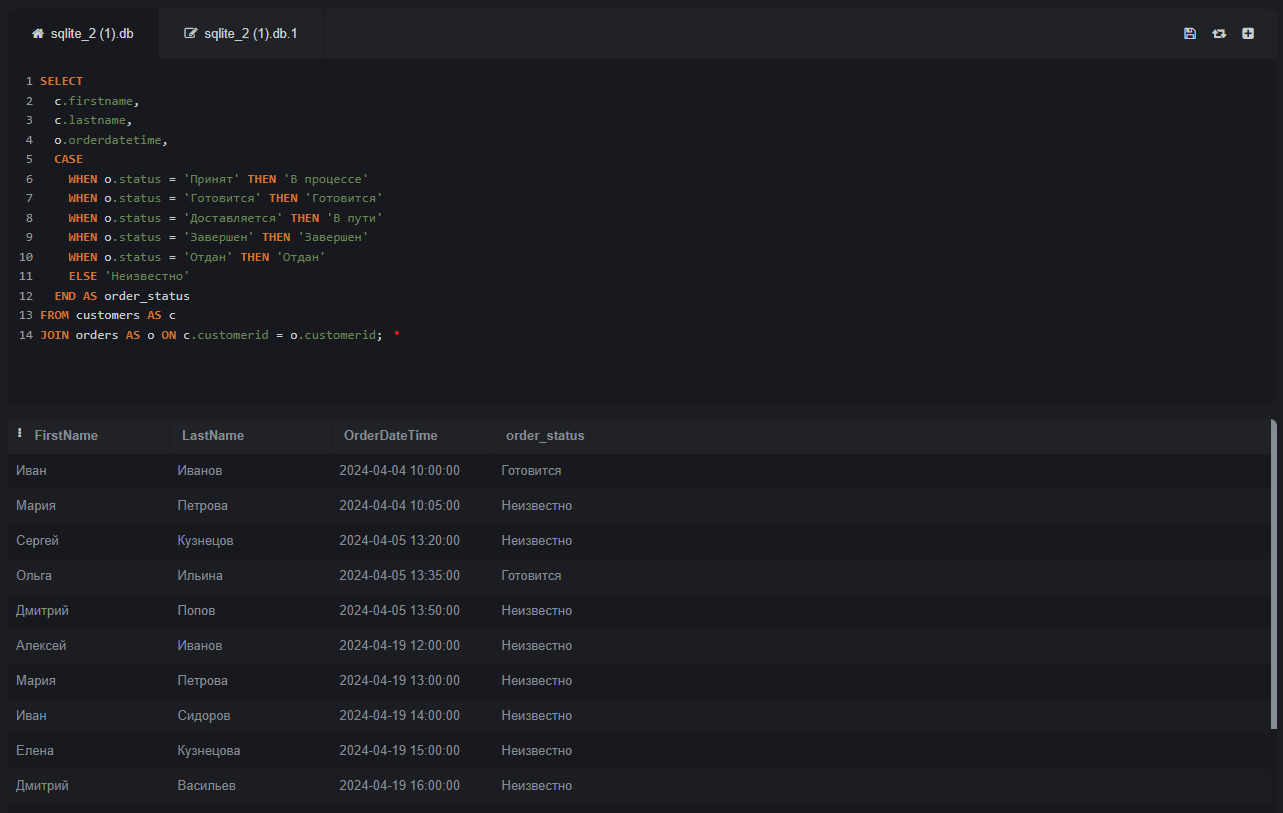 sqlite_2 (1).db sqlite_2 (1).db.1
1 SELECT
2 c.firstname,
3 c.lastname,
4 o.orderdatetime,
5 CASE
6 WHEN o.status = 'Принят' THEN 'В процессе'
7 WHEN o.status = 'Готовится' THEN 'Готовится'
8 WHEN o.status = 'Доставляется' THEN 'В пути'
9 WHEN o.status = 'Завершен' THEN 'Завершен'
10 WHEN o.status = 'Отдан' THEN 'Отдан'
11 ELSE 'Неизвестно'
12 END AS order_status
13 FROM customers AS c
14 JOIN orders AS o ON c.customerid = o.customerid;
FirstName LastName OrderDateTime order_status
Иван Иванов 2024-04-04 10:00:00 Готовится
Мария Петрова 2024-04-04 10:05:00 Неизвестно
Сергей Кузнецов 2024-04-05 13:20:00 Неизвестно
Ольга Ильина 2024-04-05 13:35:00 Готовится
Дмитрий Попов 2024-04-05 13:50:00 Неизвестно
Алексей Иванов 2024-04-19 12:00:00 Неизвестно
Мария Петрова 2024-04-19 13:00:00 Неизвестно
Иван Сидоров 2024-04-19 14:00:00 Неизвестно
Елена Кузнецова 2024-04-19 15:00:00 Неизвестно
Дмитрий Васильев 2024-04-19 16:00:00 Неизвестно